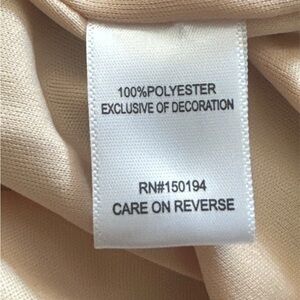 100%POLYESTER
EXCLUSIVE OF DECORATION
RN#150194
CARE ON REVERSE